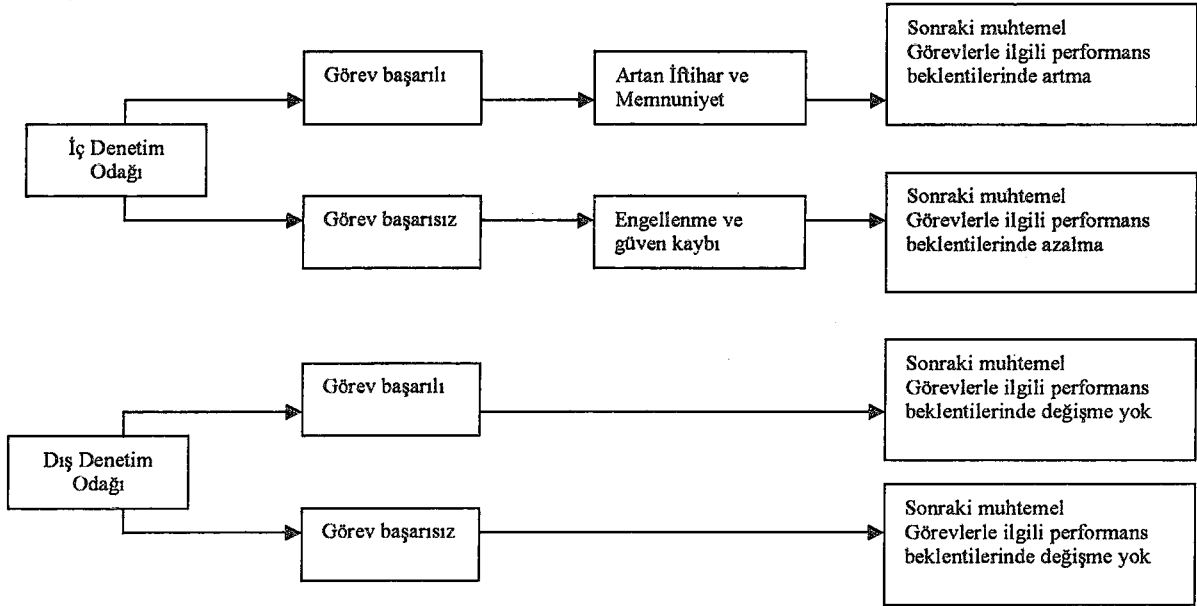 Sonraki muhtemel
Görevlerle ilgili performans
beklentilerinde artma
Görev başarılı
Artan İftihar ve
Memnuniyet
İç Denetim
Odağı
Görev başarısız
Engellenme ve
güven kaybı
Sonraki muhtemel
Görevlerle ilgili performans
beklentilerinde azalma
Görev başarılı
Sonraki muhtemel
Görevlerle ilgili performans
beklentilerinde değişme yok
Dış Denetim
Odağı
Görev başarısız
Sonraki muhtemel
Görevlerle ilgili performans
beklentilerinde değişme yok